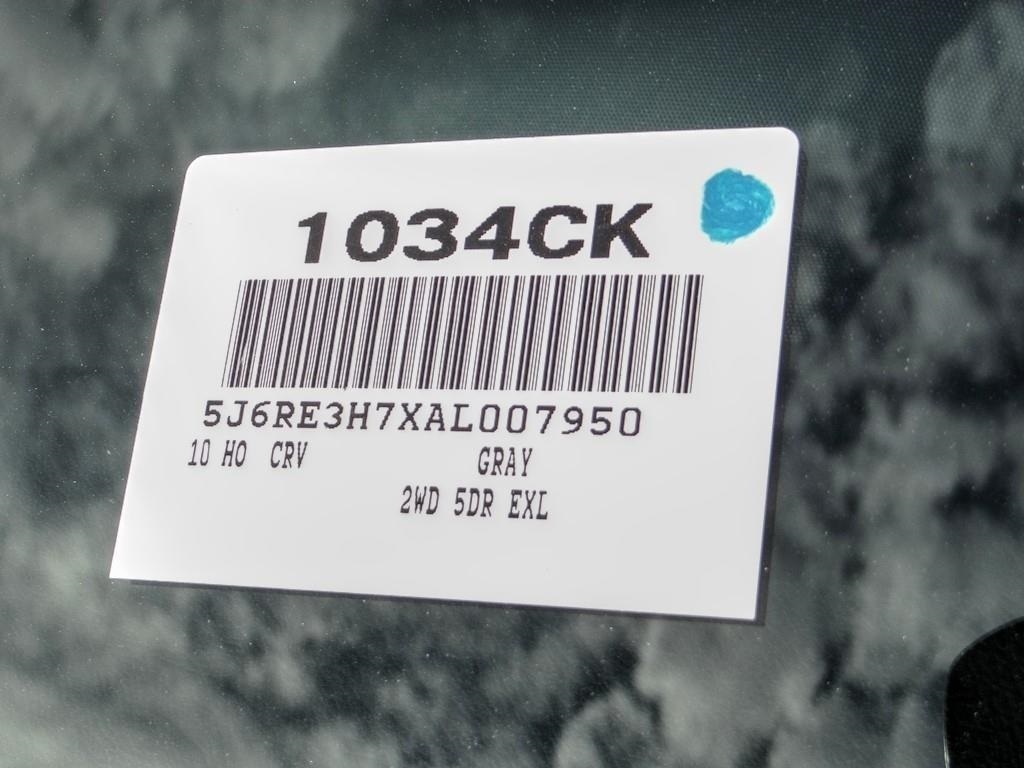 1034CK
5J6RE3H7XAL007950
10 HO CRV GRAY
2WD 5DR EXL